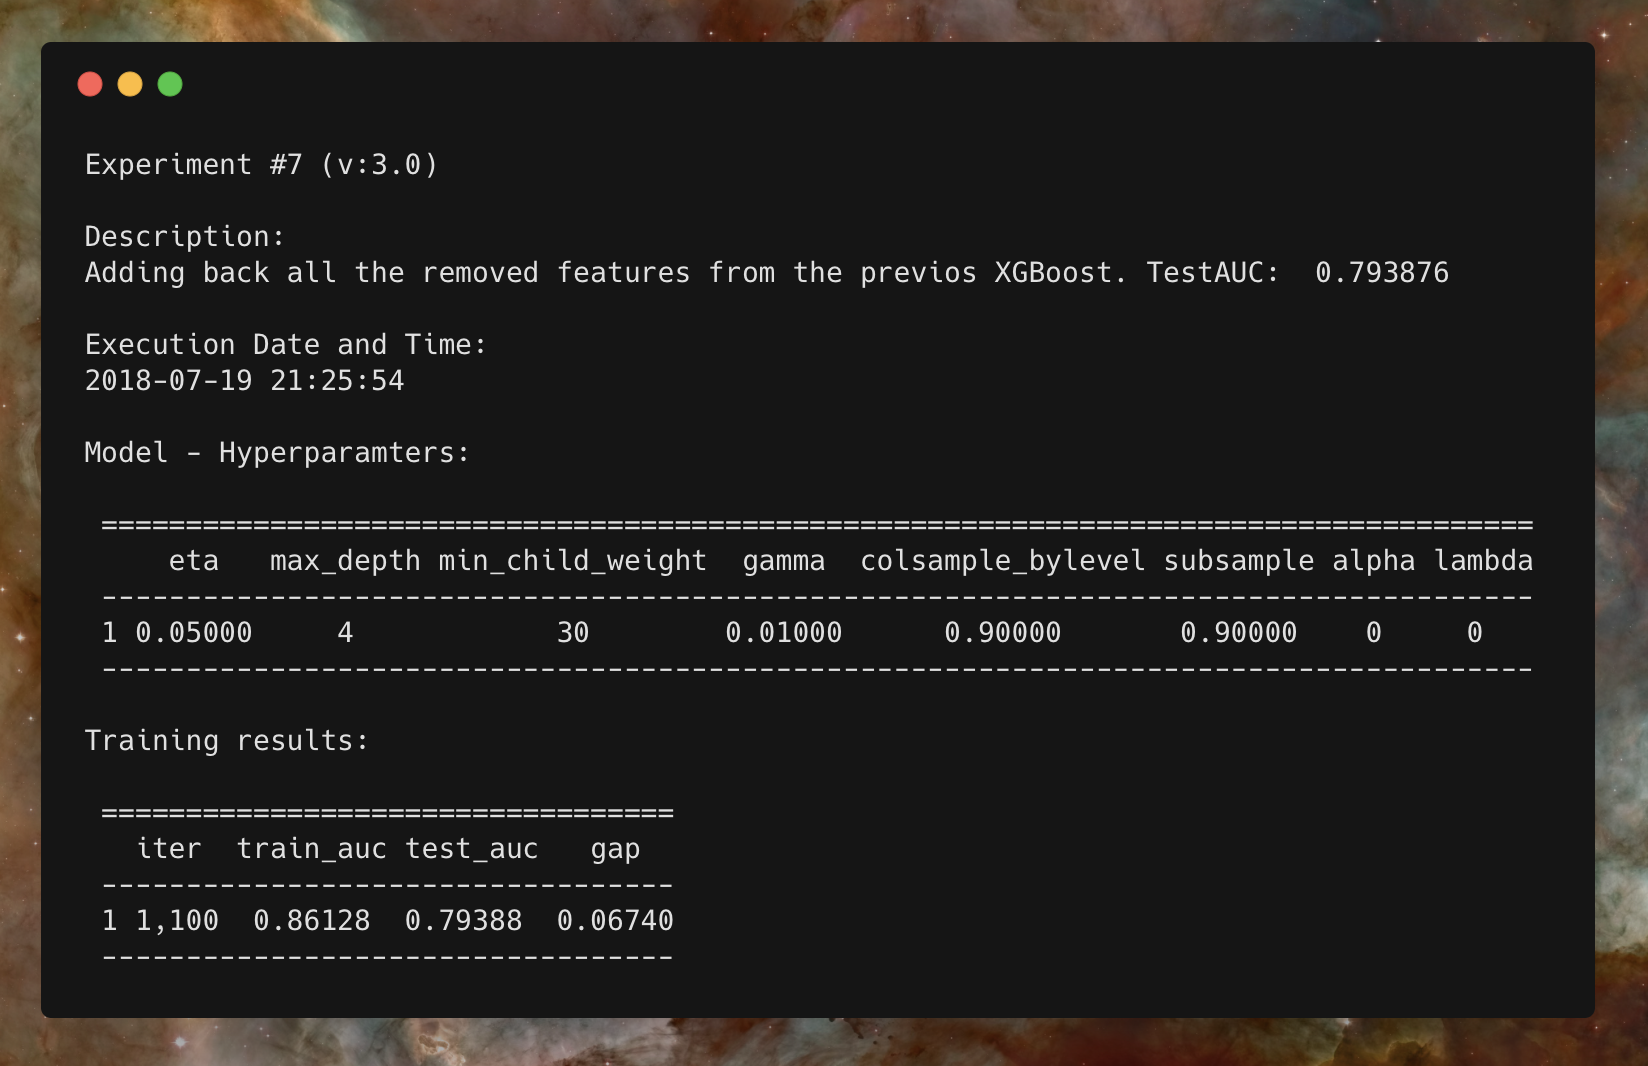 Experiment #7 (v:3.0)
Description:
Adding back all the removed features from the previos XGBoost. TestAUC:  0.793876
Execution Date and Time:
2018-07-19 21:25:54
Model - Hyperparamters:
=====================================================================================
eta   max_depth min_child_weight  gamma  colsample_bylevel subsample alpha lambda
-------------------------------------------------------------------------------------
1 0.05000     4            30        0.01000      0.90000       0.90000    0     0
-------------------------------------------------------------------------------------
Training results:
==================================
iter  train_auc test_auc   gap
----------------------------------
1 1,100  0.86128  0.79388  0.06740
----------------------------------